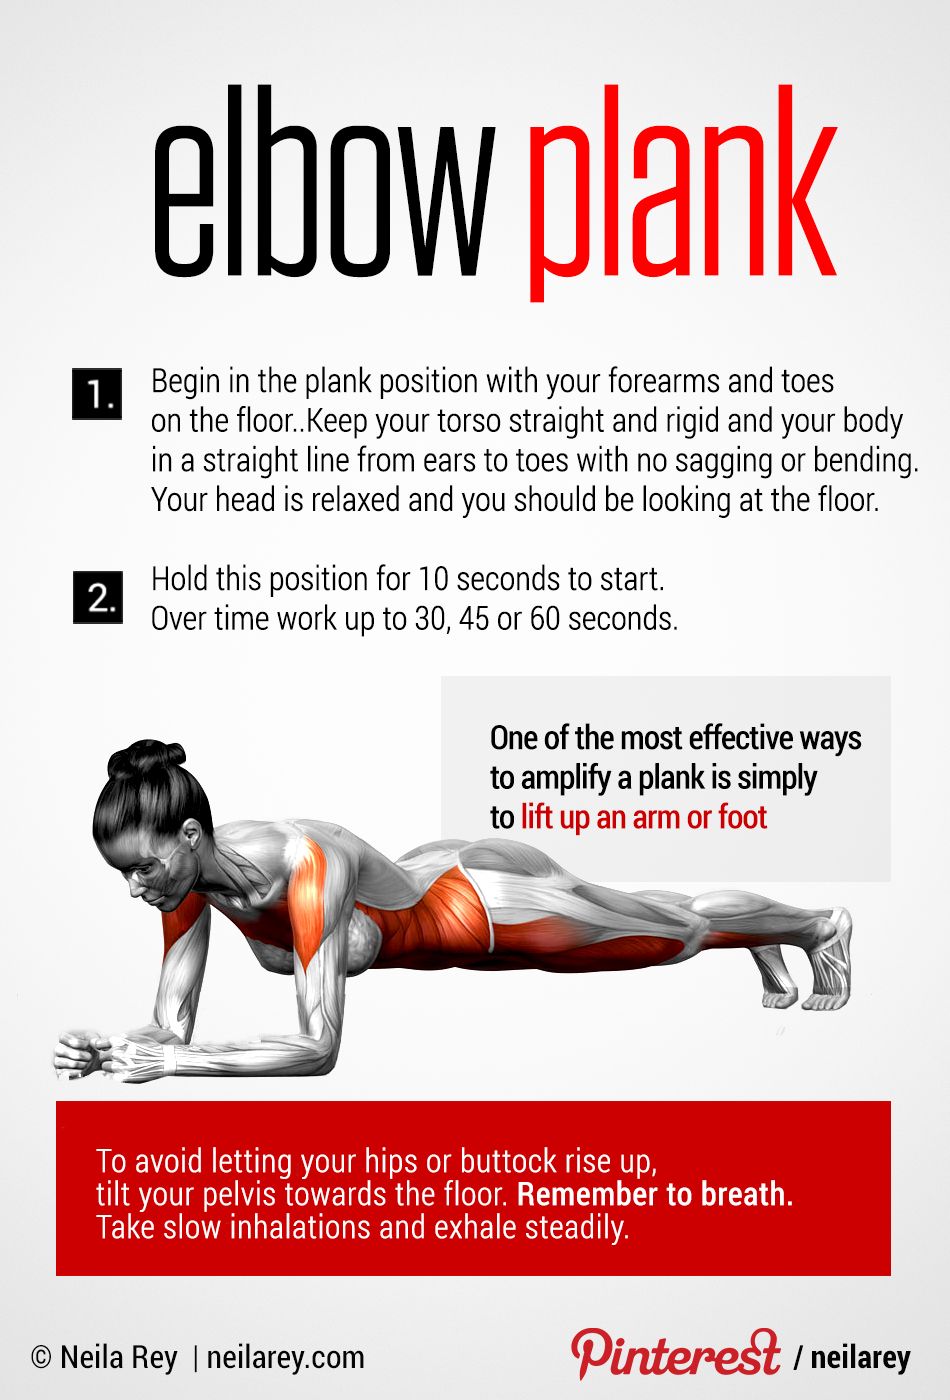 elbow plank
1. Begin in the plank position with your forearms and toes
on the floor..Keep your torso straight and rigid and your body
in a straight line from ears to toes with no sagging or bending.
Your head is relaxed and you should be looking at the floor.
2. Hold this position for 10 seconds to start.
Over time work up to 30, 45 or 60 seconds.
One of the most effective ways
to amplify a plank is simply
to lift up an arm or foot
To avoid letting your hips or buttock rise up,
tilt your pelvis towards the floor. Remember to breath.
Take slow inhalations and exhale steadily.
© Neila Rey | neilarey.com
Pinterest / neilarey